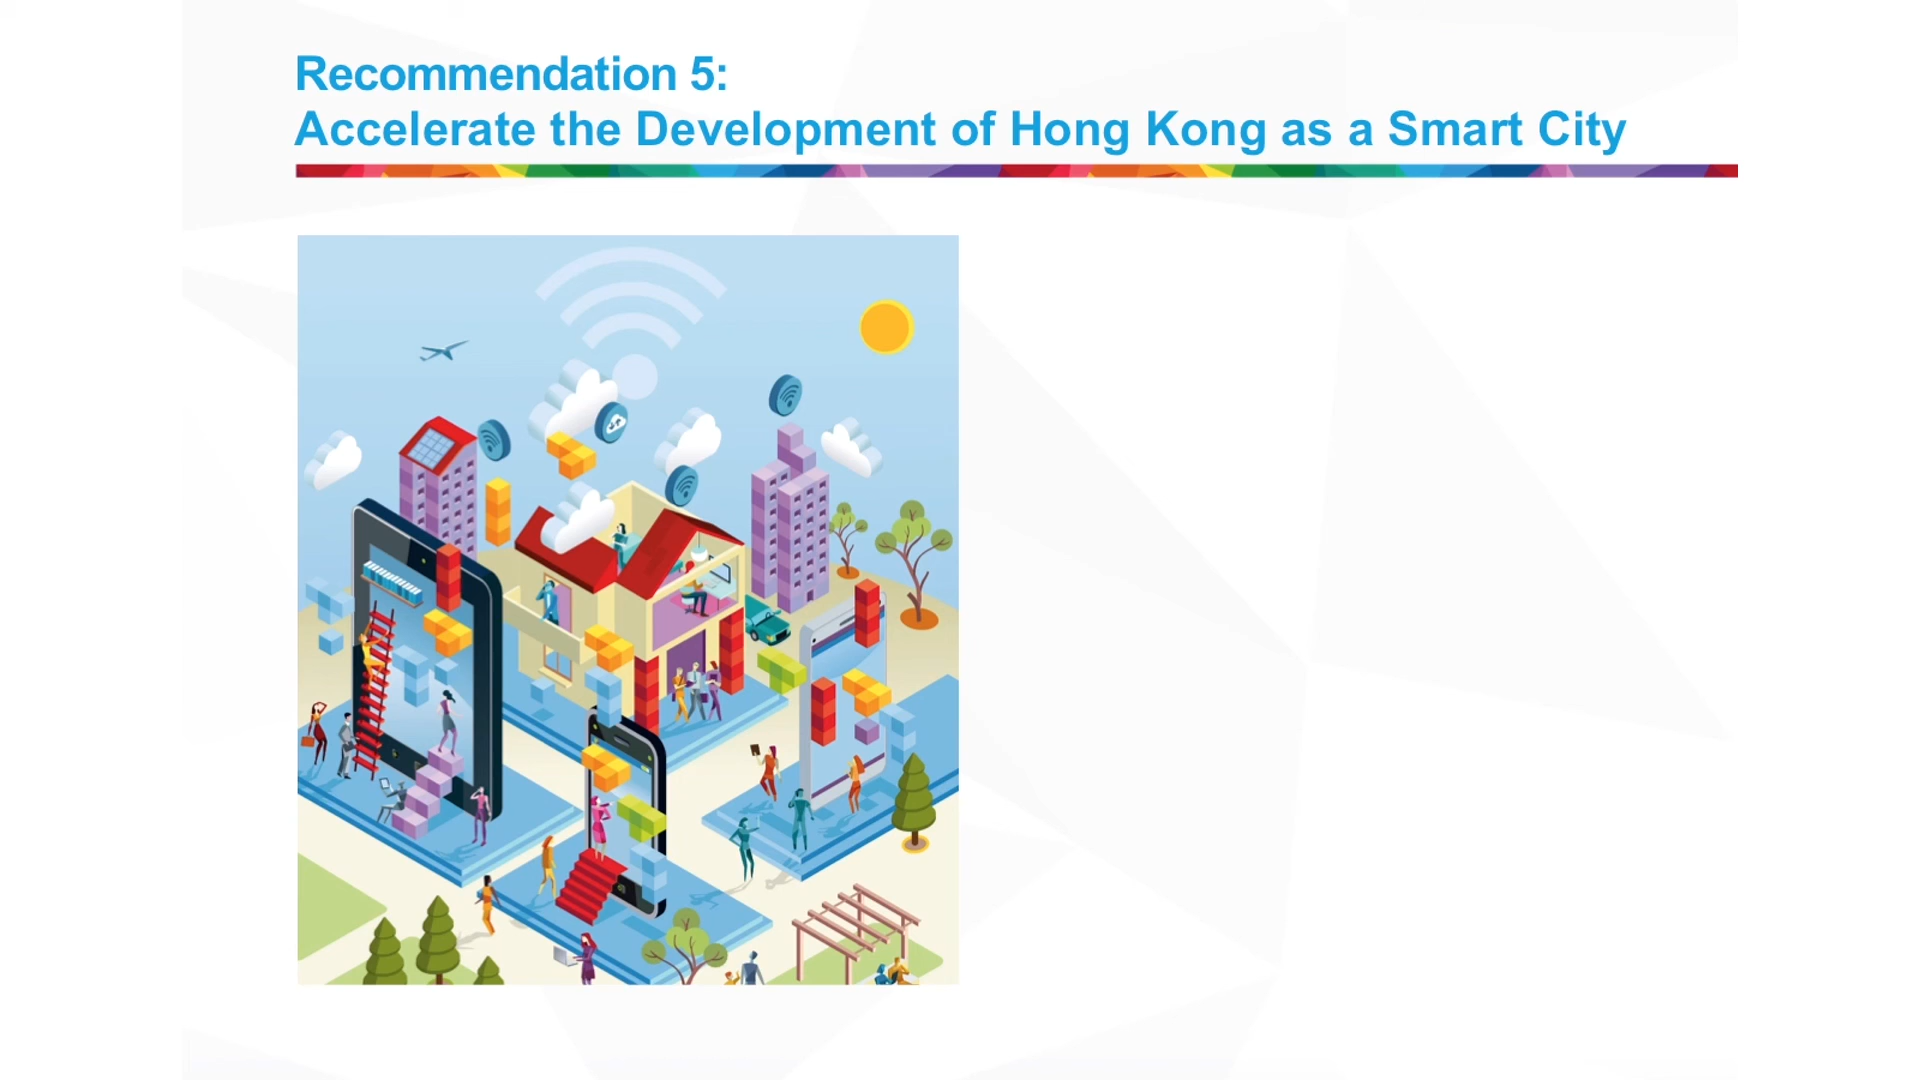 Recommendation 5:
Accelerate the Development of Hong Kong as a Smart City